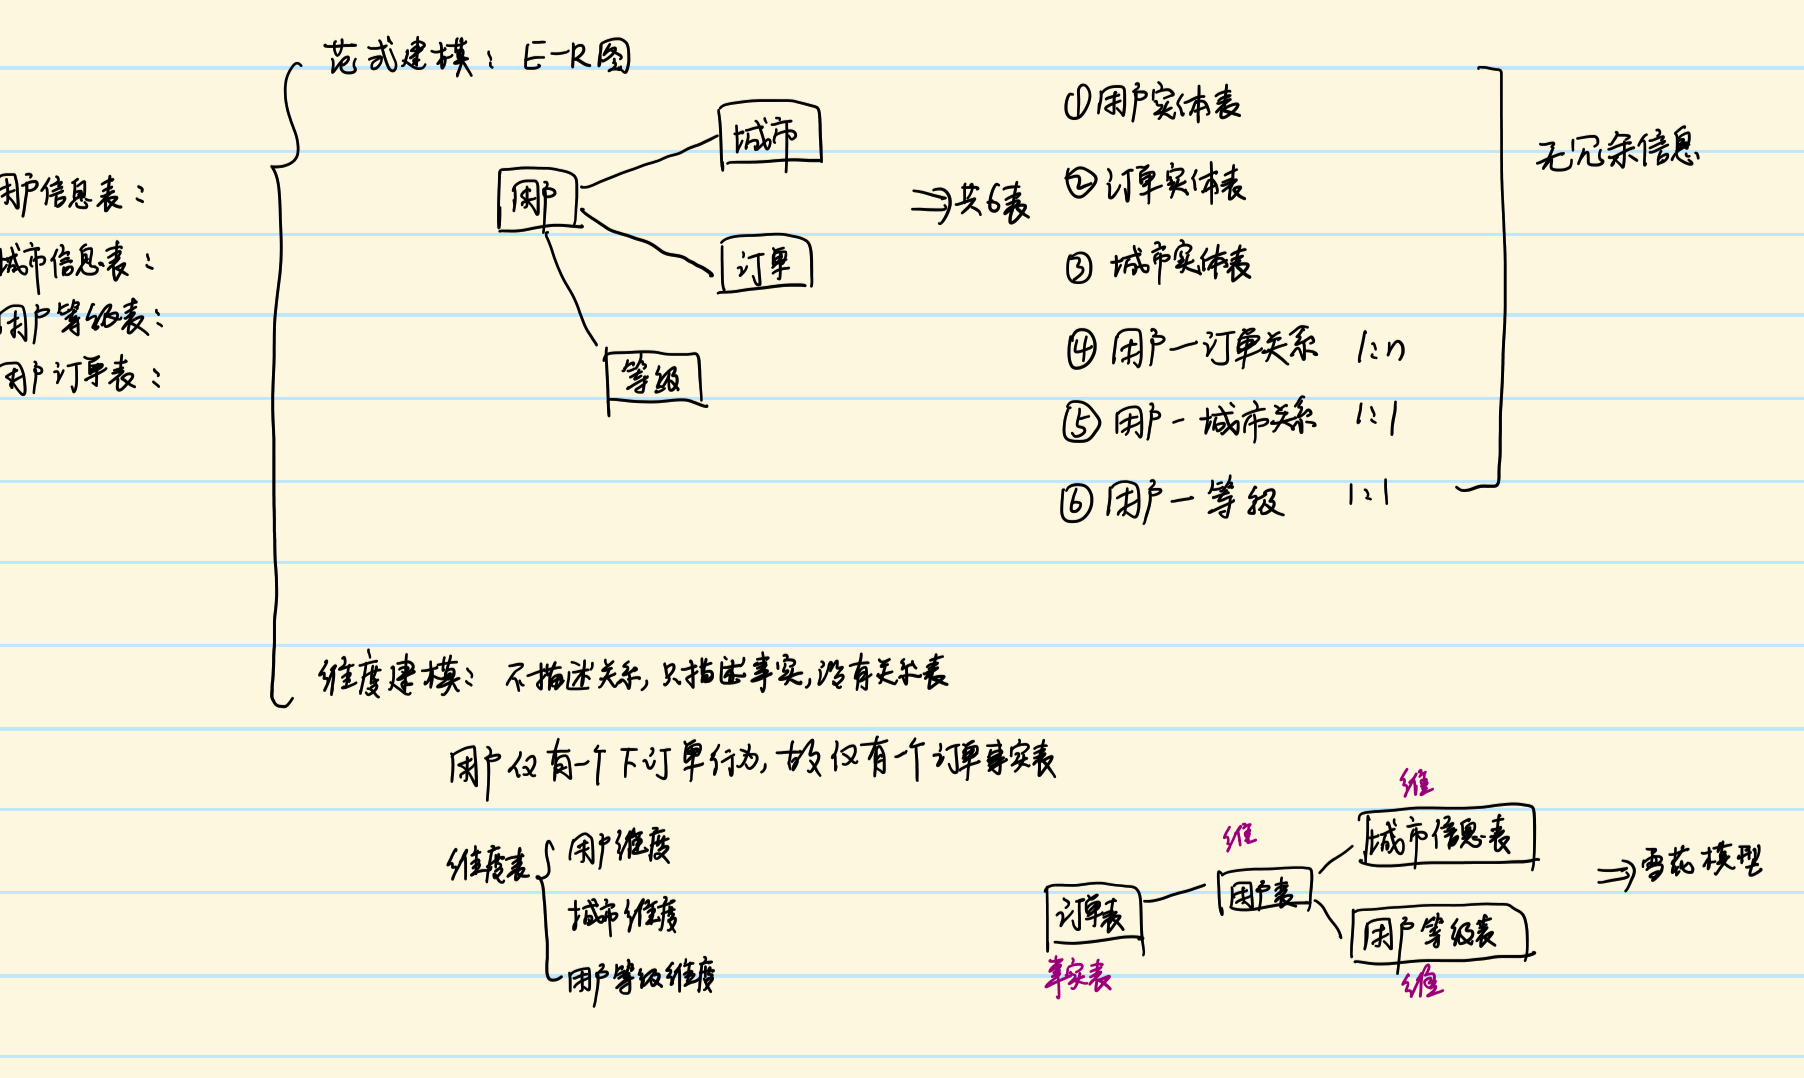 用户信息表：
城市信息表：
用户等级表：
用户订单表：
范式建模：E-R图
用户
城市
订单
等级
⇒共6表
①用户实体表
②订单实体表
③城市实体表
④用户—订单关系 1:n
⑤用户-城市关系 1:1
⑥用户—等级 1:1
无冗余信息
维度建模：不描述关系,只描述事实,没有关系表
用户仅有一个下订单行为,故仅有一个订单事实表
维度表
用户维度
城市维度
用户等级维度
订单表
事实表
维
用户表
维
城市信息表
用户等级表
维
⇒雪花模型